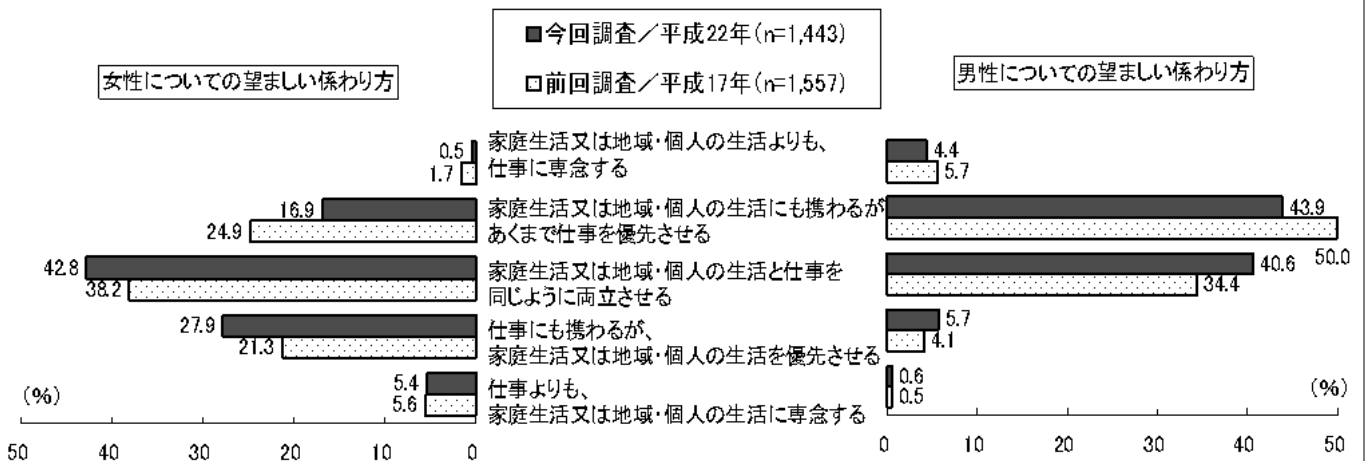 ■今回調査／平成22年(n=1,443)
□前回調査／平成17年(n=1,557)
女性についての望ましい係わり方
男性についての望ましい係わり方
0.5
1.7
家庭生活又は地域・個人の生活よりも、
仕事に専念する
4.4
5.7
16.9
24.9
家庭生活又は地域・個人の生活にも携わるが
あくまで仕事を優先させる
43.9
50.0
42.8
38.2
家庭生活又は地域・個人の生活と仕事を
同じように両立させる
40.6
34.4
27.9
21.3
仕事にも携わるが、
家庭生活又は地域・個人の生活を優先させる
5.7
4.1
5.4
5.6
仕事よりも、
家庭生活又は地域・個人の生活に専念する
0.6
0.5
(%)
(%)
50 40 30 20 10 0
0 10 20 30 40 50